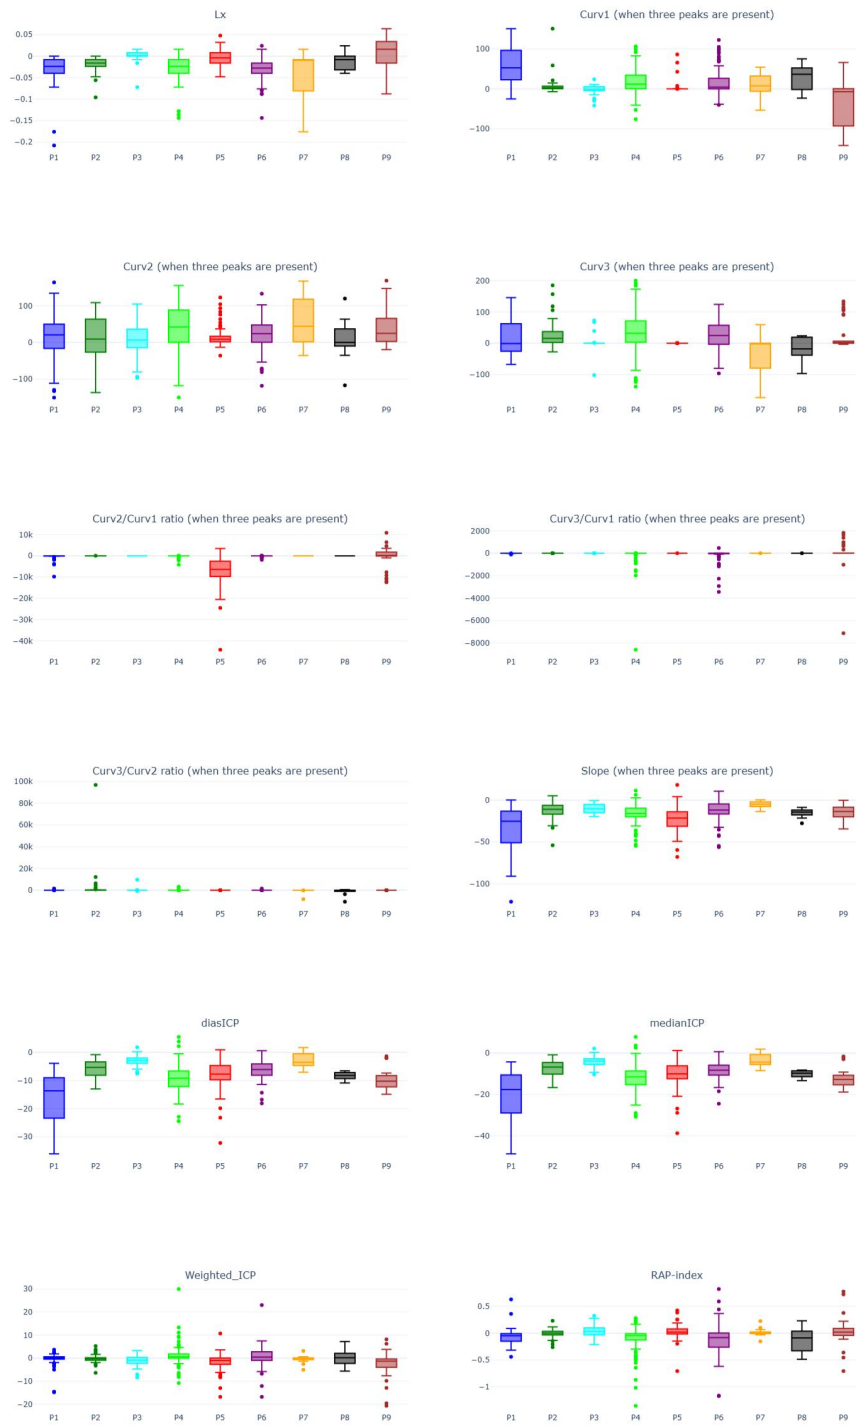 Lx
0.05
0
−0.05
−0.1
−0.15
−0.2
P1 P2 P3 P4 P5 P6 P7 P8 P9
Curv1 (when three peaks are present)
100
0
−100
P1 P2 P3 P4 P5 P6 P7 P8 P9
Curv2 (when three peaks are present)
100
0
−100
P1 P2 P3 P4 P5 P6 P7 P8 P9
Curv3 (when three peaks are present)
200
100
0
−100
P1 P2 P3 P4 P5 P6 P7 P8 P9
Curv2/Curv1 ratio (when three peaks are present)
10k
0
−10k
−20k
−30k
−40k
P1 P2 P3 P4 P5 P6 P7 P8 P9
Curv3/Curv1 ratio (when three peaks are present)
2000
0
−2000
−4000
−6000
−8000
P1 P2 P3 P4 P5 P6 P7 P8 P9
Curv3/Curv2 ratio (when three peaks are present)
100k
80k
60k
40k
20k
0
P1 P2 P3 P4 P5 P6 P7 P8 P9
Slope (when three peaks are present)
0
−50
−100
P1 P2 P3 P4 P5 P6 P7 P8 P9
diasICP
0
−10
−20
−30
P1 P2 P3 P4 P5 P6 P7 P8 P9
medianICP
0
−20
−40
P1 P2 P3 P4 P5 P6 P7 P8 P9
Weighted_ICP
30
20
10
0
−10
−20
P1 P2 P3 P4 P5 P6 P7 P8 P9
RAP-index
0.5
0
−0.5
−1
P1 P2 P3 P4 P5 P6 P7 P8 P9